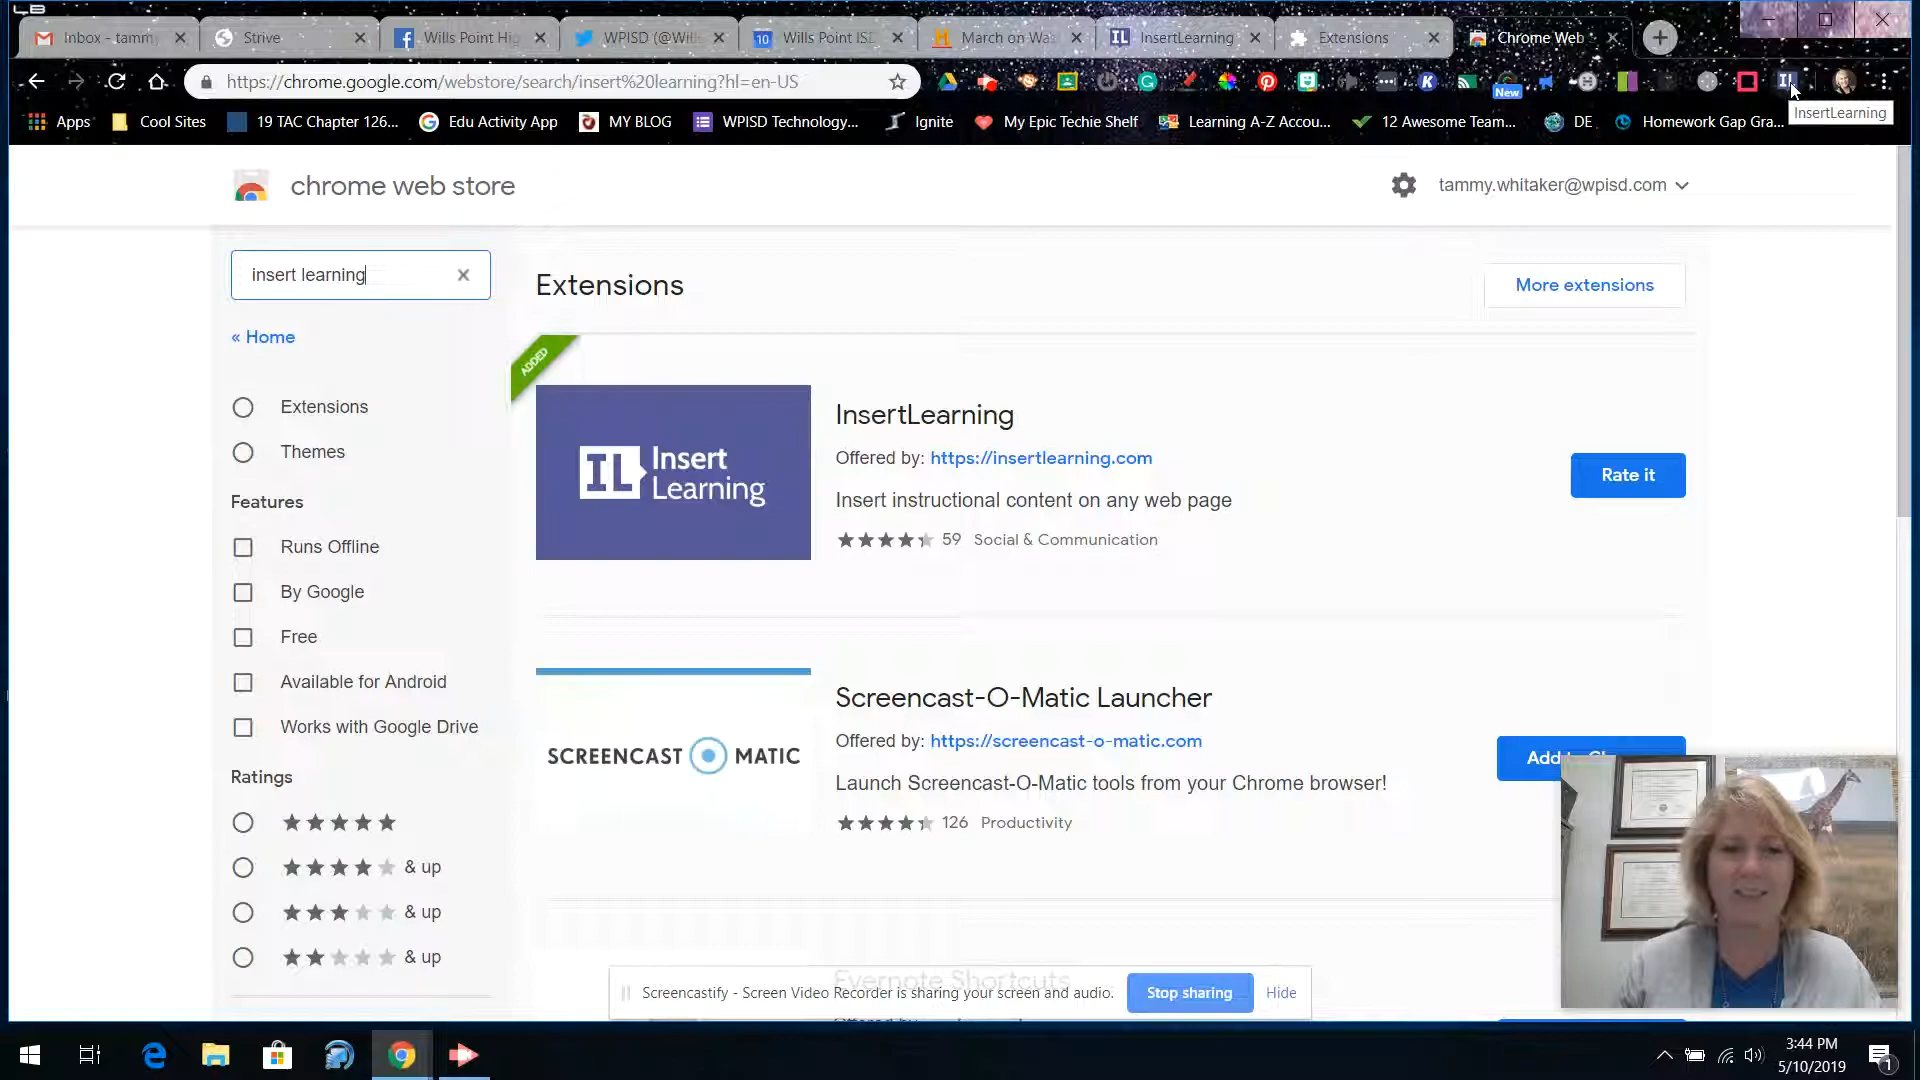 Inbox - tammy
Strive
Wills Point Hig
WPISD (@Wills
Wills Point ISD
March on Was
InsertLearning
Extensions
Chrome Web
https://chrome.google.com/webstore/search/insert%20learning?hl=en-US
New
Apps
Cool Sites
19 TAC Chapter 126...
Edu Activity App
MY BLOG
WPISD Technology...
Ignite
My Epic Techie Shelf
Learning A-Z Accou...
12 Awesome Team...
DE
Homework Gap Gra...
InsertLearning
chrome web store
tammy.whitaker@wpisd.com
insert learning
« Home
Extensions
Themes
Features
Runs Offline
By Google
Free
Available for Android
Works with Google Drive
Ratings
& up
& up
& up
Extensions
More extensions
ADDED
IL Insert Learning
InsertLearning
Offered by: https://insertlearning.com
Insert instructional content on any web page
59 Social & Communication
Rate it
SCREENCAST MATIC
Screencast-O-Matic Launcher
Offered by: https://screencast-o-matic.com
Launch Screencast-O-Matic tools from your Chrome browser!
126 Productivity
Evernote Shortcuts
Screencastify - Screen Video Recorder is sharing your screen and audio.
Stop sharing
Hide
3:44 PM
5/10/2019
1